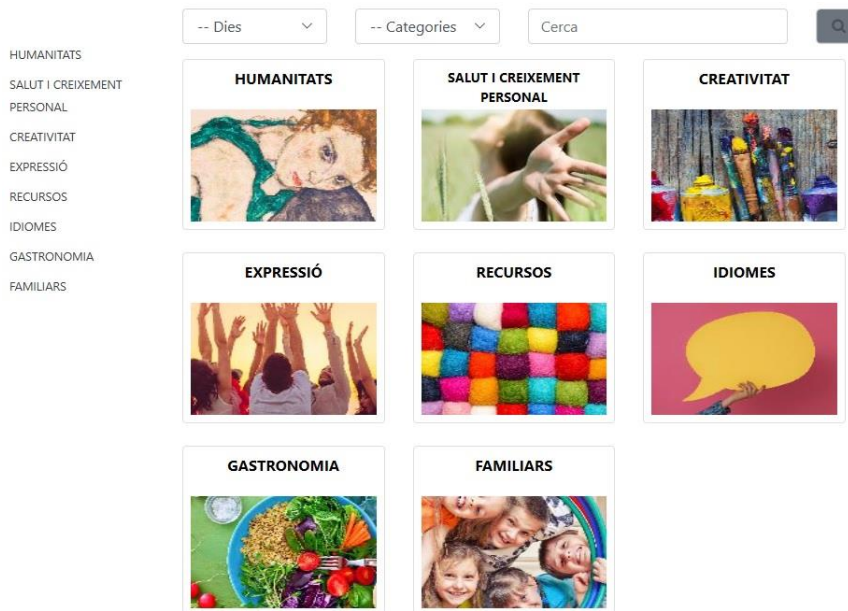 -- Dies
-- Categories
Cerca
HUMANITATS
SALUT I CREIXEMENT
PERSONAL
CREATIVITAT
EXPRESSIÓ
RECURSOS
IDIOMES
GASTRONOMIA
FAMILIARS
HUMANITATS
SALUT I CREIXEMENT
PERSONAL
CREATIVITAT
EXPRESSIÓ
RECURSOS
IDIOMES
GASTRONOMIA
FAMILIARS